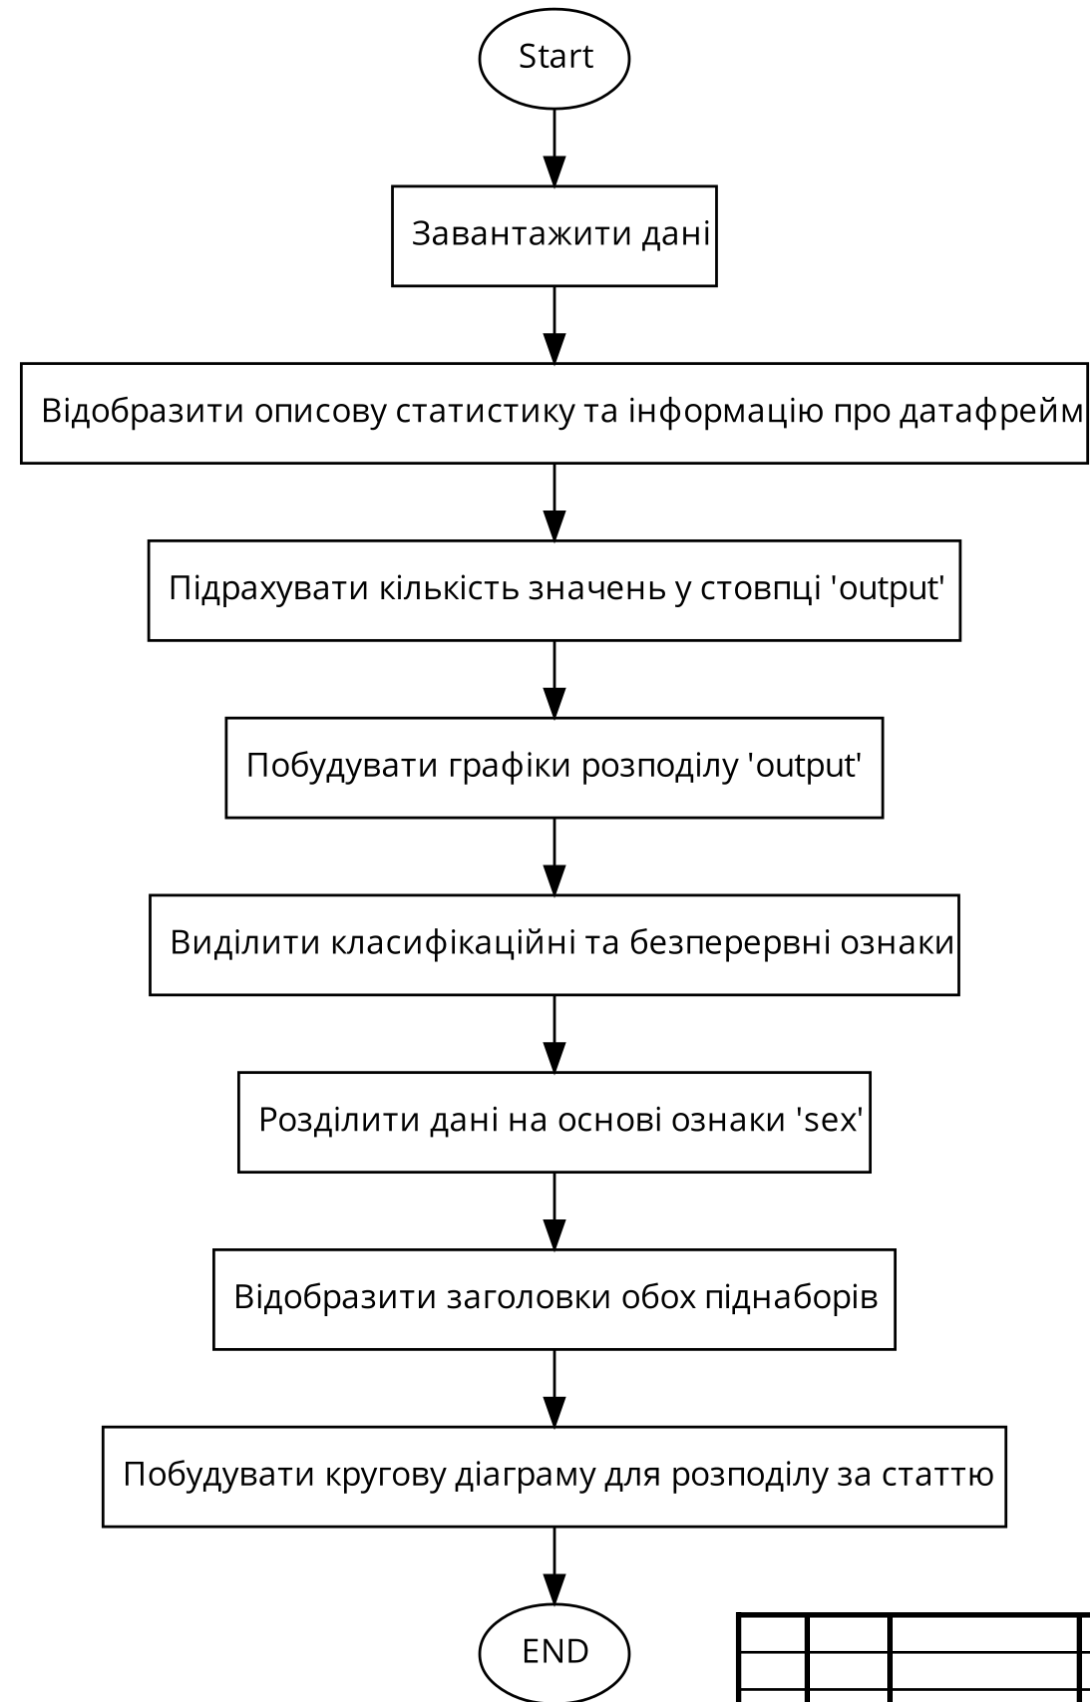 Start
Завантажити дані
Відобразити описову статистику та інформацію про датафрейм
Підрахувати кількість значень у стовпці 'output'
Побудувати графіки розподілу 'output'
Виділити класифікаційні та безперервні ознаки
Розділити дані на основі ознаки 'sex'
Відобразити заголовки обох піднаборів
Побудувати кругову діаграму для розподілу за статтю
END